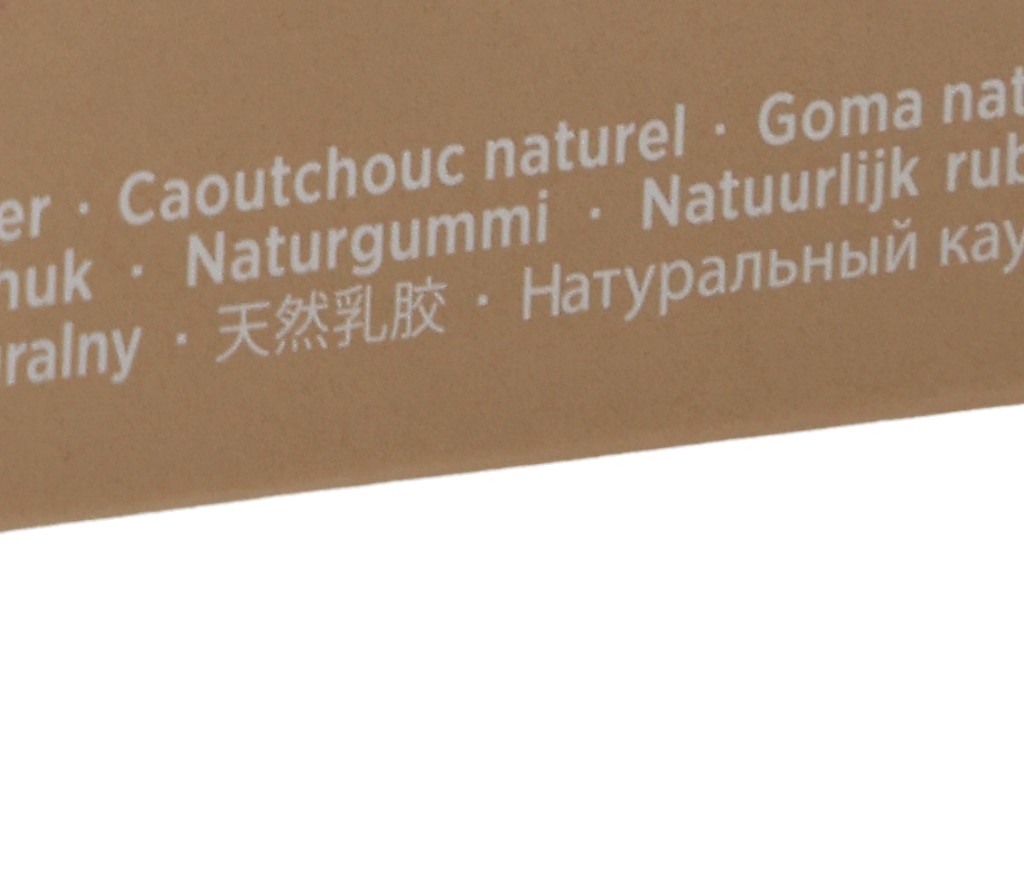 er · Caoutchouc naturel · Goma nat
huk · Naturgummi · Natuurlijk rub
ralny · 天然乳胶 · Натуральный кау